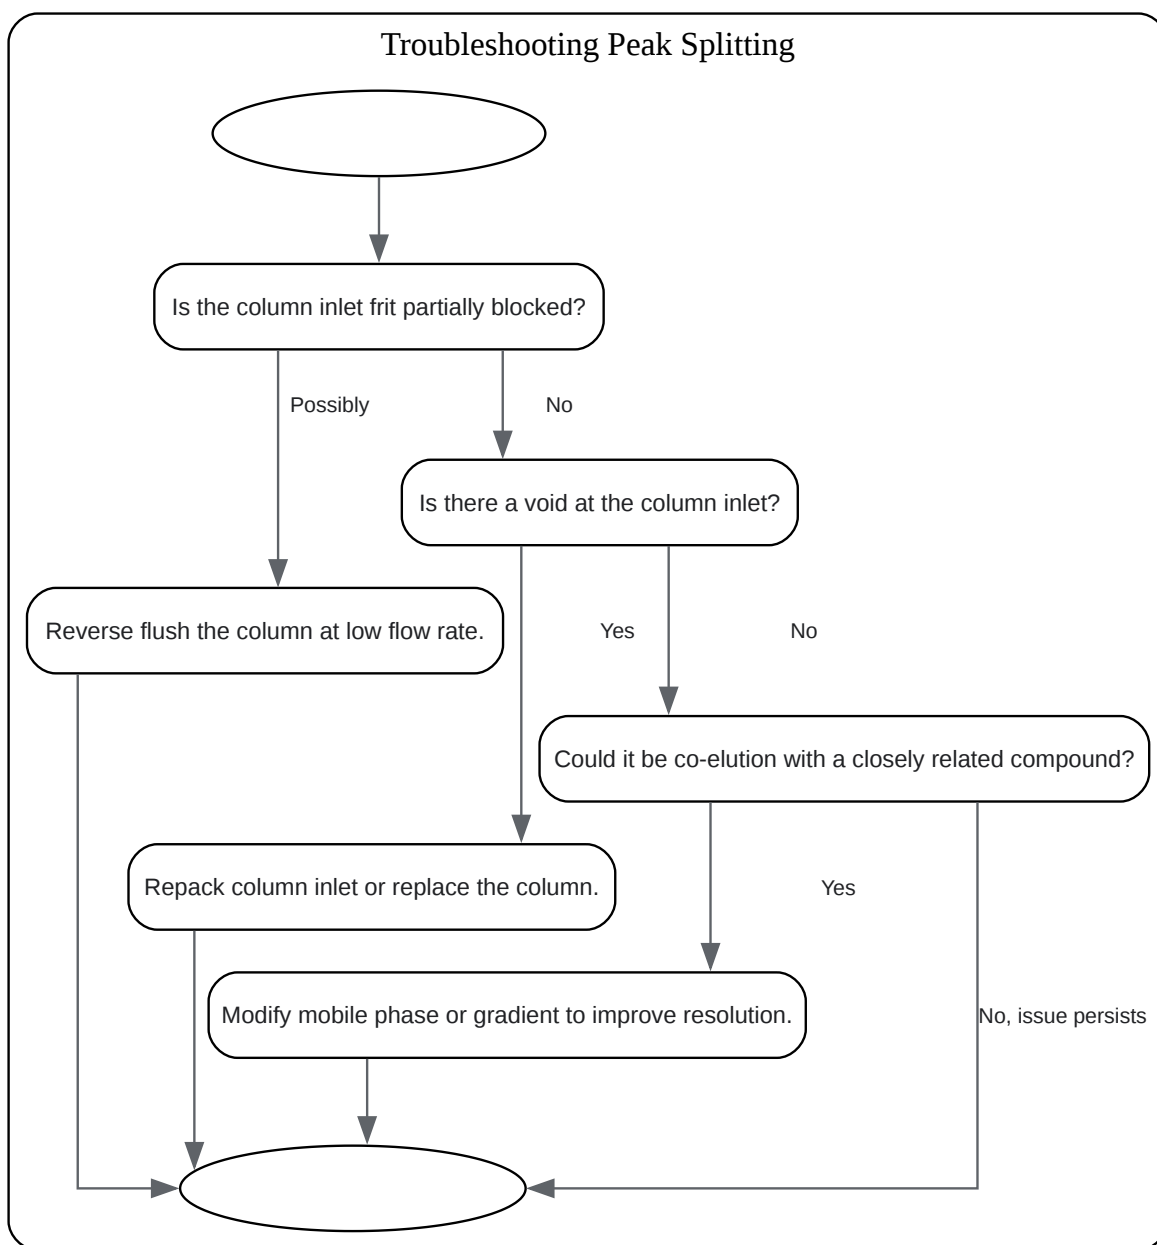 Troubleshooting Peak Splitting
Is the column inlet frit partially blocked?
Possibly
No
Is there a void at the column inlet?
Reverse flush the column at low flow rate.
Yes
No
Could it be co-elution with a closely related compound?
Repack column inlet or replace the column.
Yes
Modify mobile phase or gradient to improve resolution.
No, issue persists